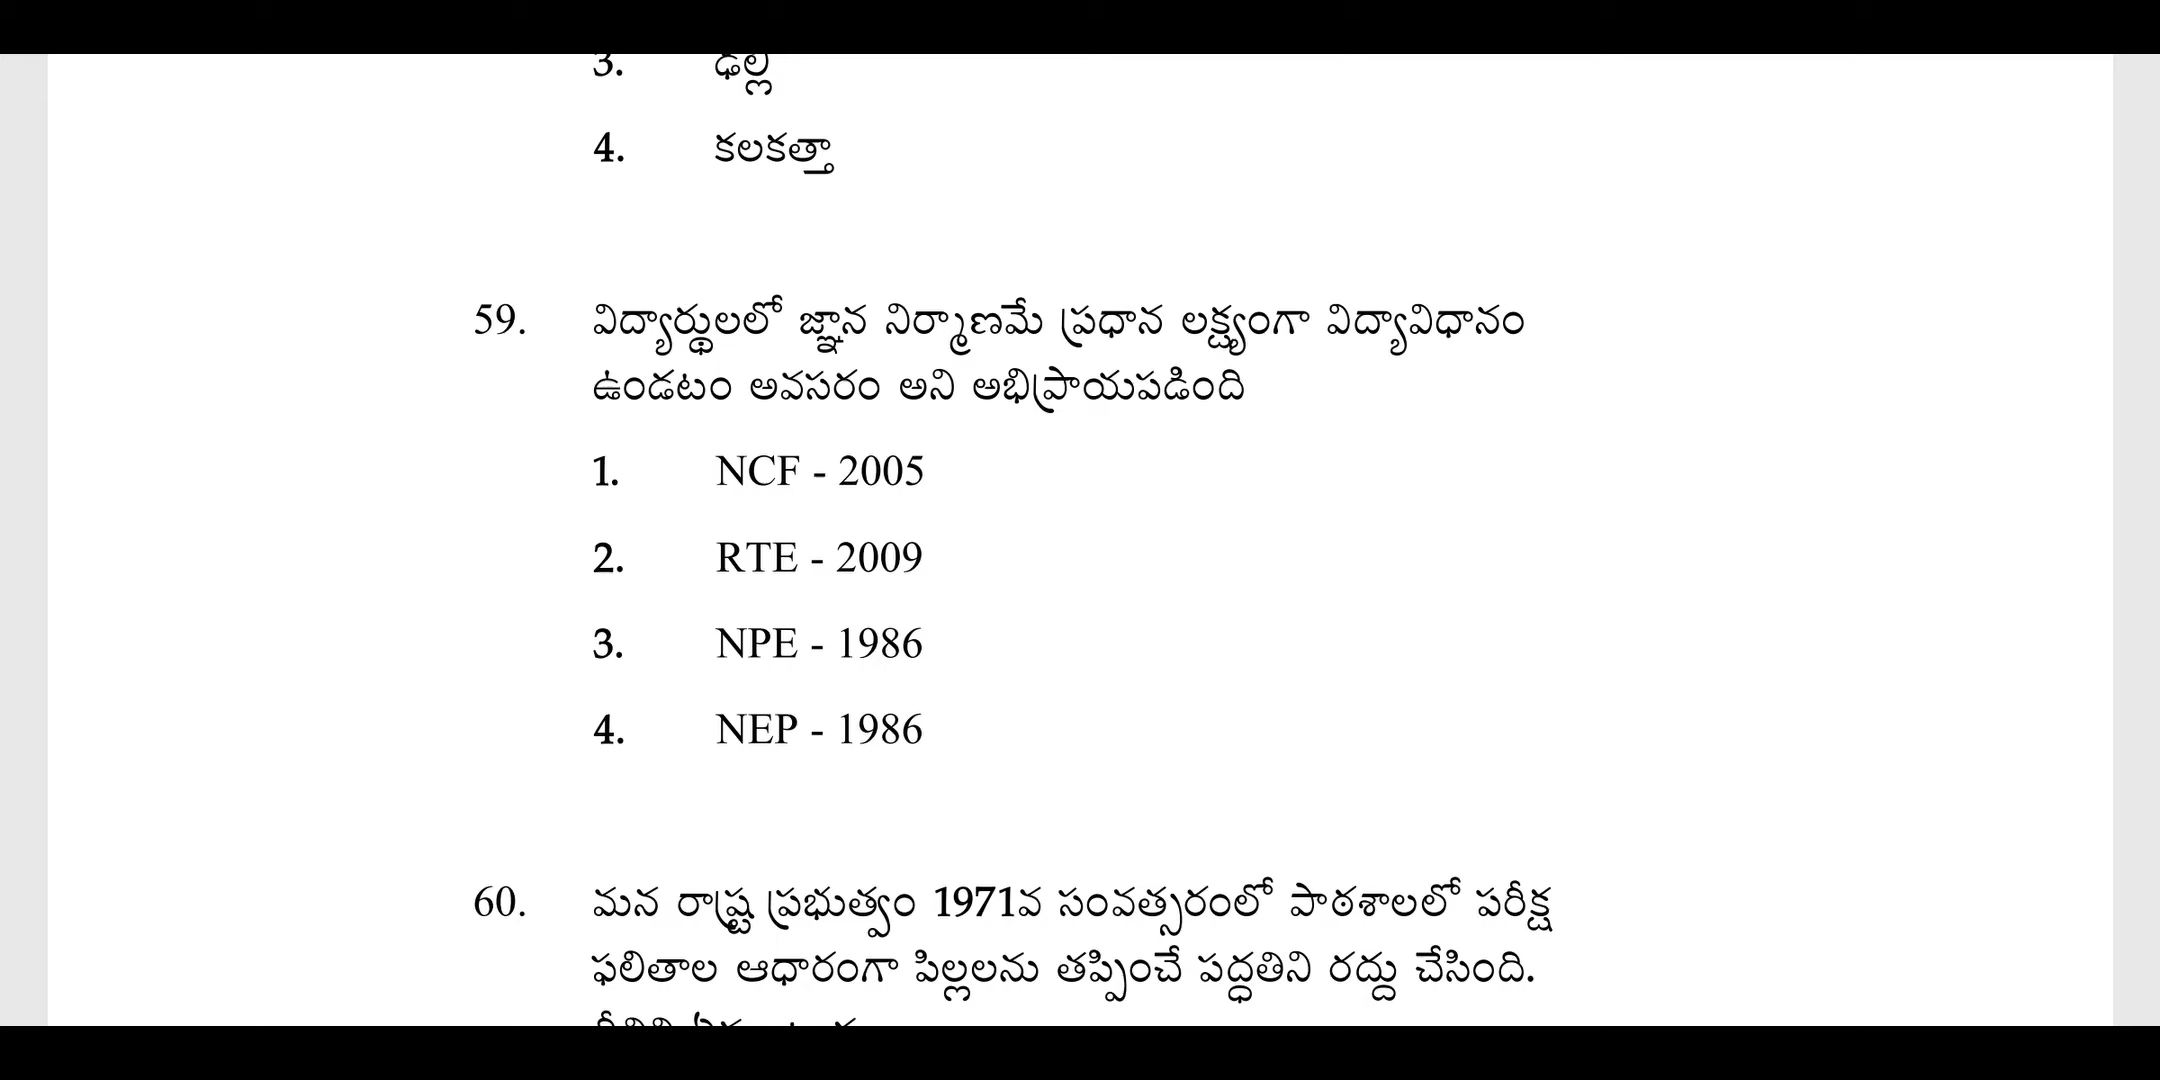 3. ఢిల్లీ
4. కలకత్తా
59. విద్యార్థులలో జ్ఞాన నిర్మాణమే ప్రధాన లక్ష్యంగా విద్యావిధానం
ఉండటం అవసరం అని అభిప్రాయపడింది
1. NCF - 2005
2. RTE - 2009
3. NPE - 1986
4. NEP - 1986
60. మన రాష్ట్ర ప్రభుత్వం 1971వ సంవత్సరంలో పాఠశాలలో పరీక్ష
ఫలితాల ఆధారంగా పిల్లలను తప్పించే పద్ధతిని రద్దు చేసింది.